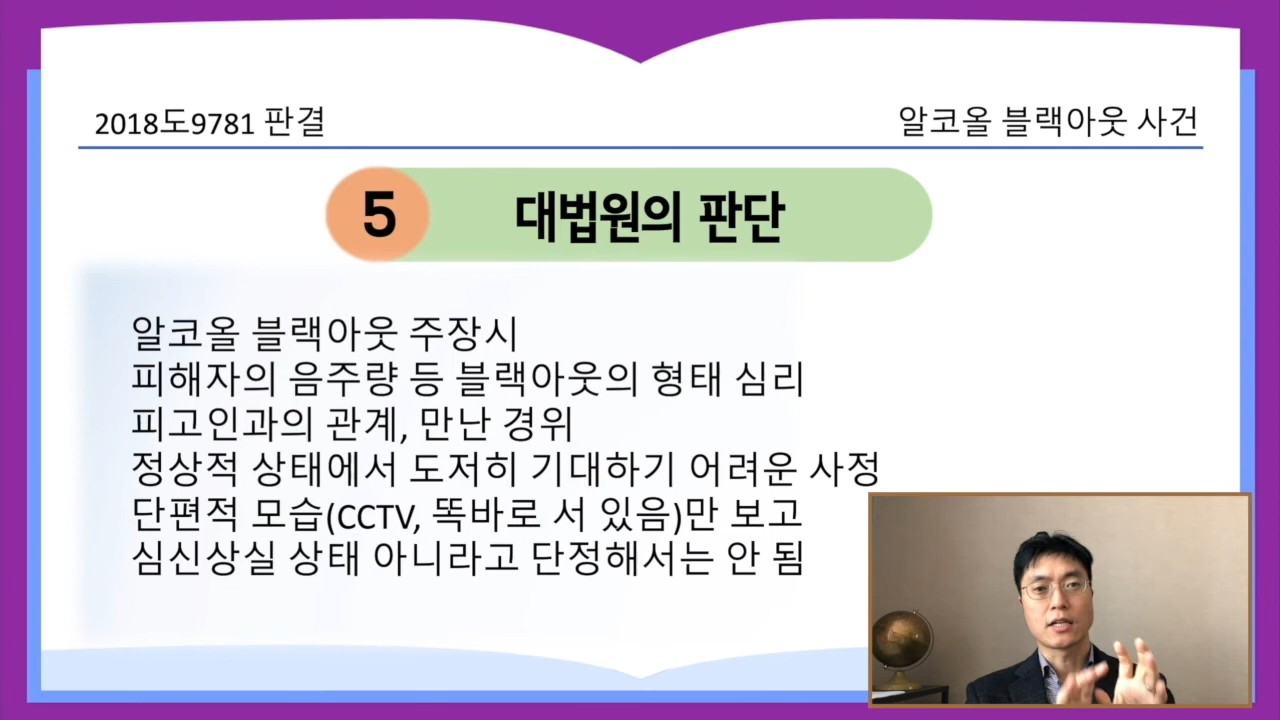 2018도9781 판결
알코올 블랙아웃 사건
5
대법원의 판단
알코올 블랙아웃 주장시
피해자의 음주량 등 블랙아웃의 형태 심리
피고인과의 관계, 만난 경위
정상적 상태에서 도저히 기대하기 어려운 사정
단편적 모습(CCTV, 똑바로 서 있음)만 보고
심신상실 상태 아니라고 단정해서는 안 됨